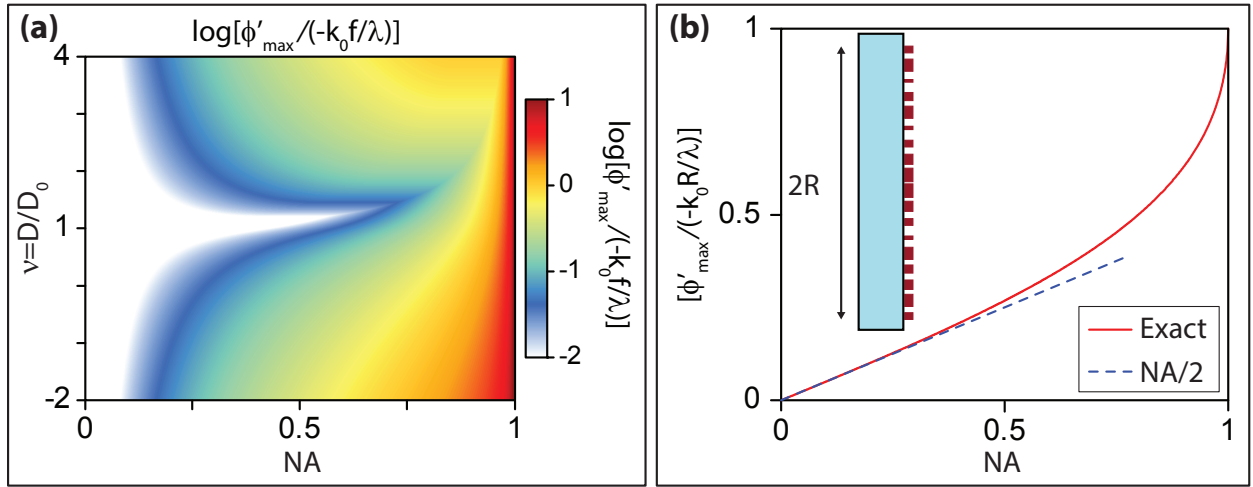 (a)
log[ϕ′max/(-k0f/λ)]
4
1
-2
ν=D/D0
0
0.5
1
NA
1
0
-1
-2
log[ϕ′max/(-k0f/λ)]
(b)
1
0.5
0
[ϕ′max/(-k0R/λ)]
2R
Exact
NA/2
0
0.5
1
NA